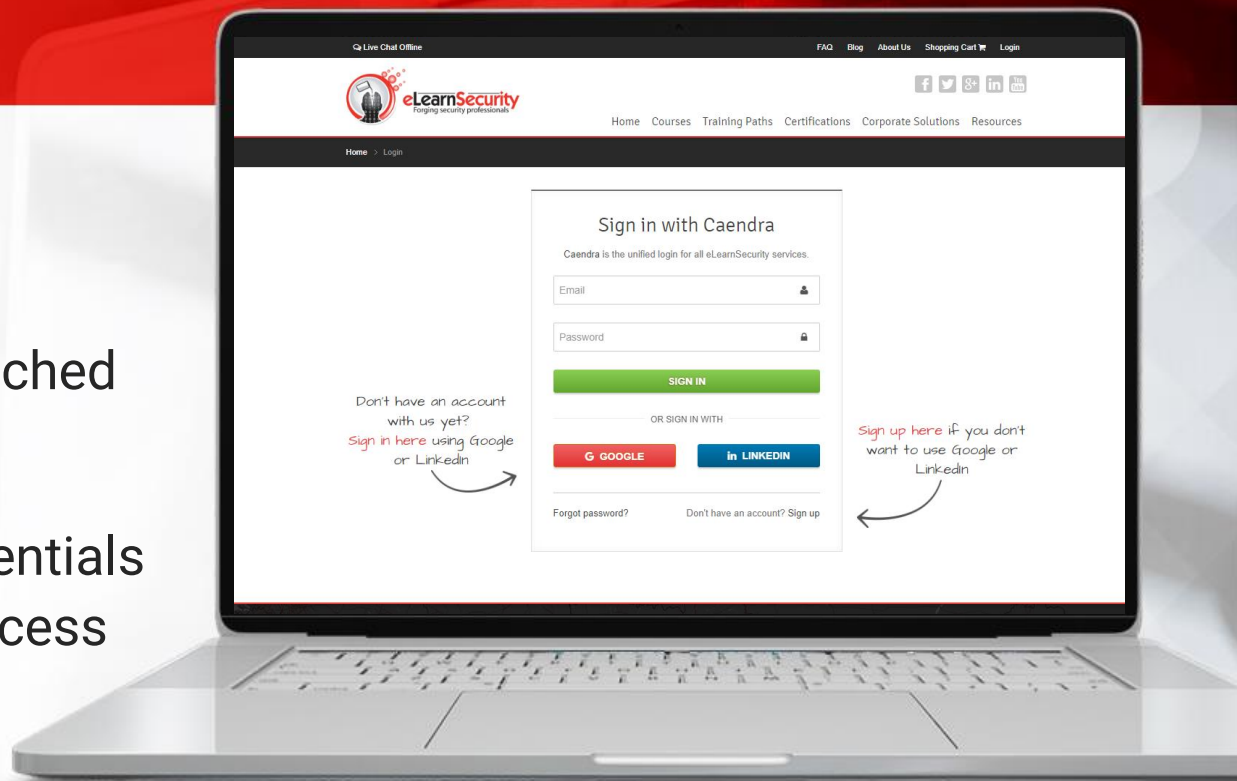 Live Chat Offline
FAQ Blog About Us Shopping Cart Login
eLearnSecurity
Forging security professionals
f 8+ in You Tube
Home Courses Training Paths Certifications Corporate Solutions Resources
Home > Login
Sign in with Caendra
Caendra is the unified login for all eLearnSecurity services.
Email
Password
SIGN IN
OR SIGN IN WITH
G GOOGLE
in LINKEDIN
Forgot password?
Don't have an account? Sign up
Don't have an account
with us yet?
Sign in here using Google
or LinkedIn
Sign up here if you don't
want to use Google or
LinkedIn
ched
entials
cess